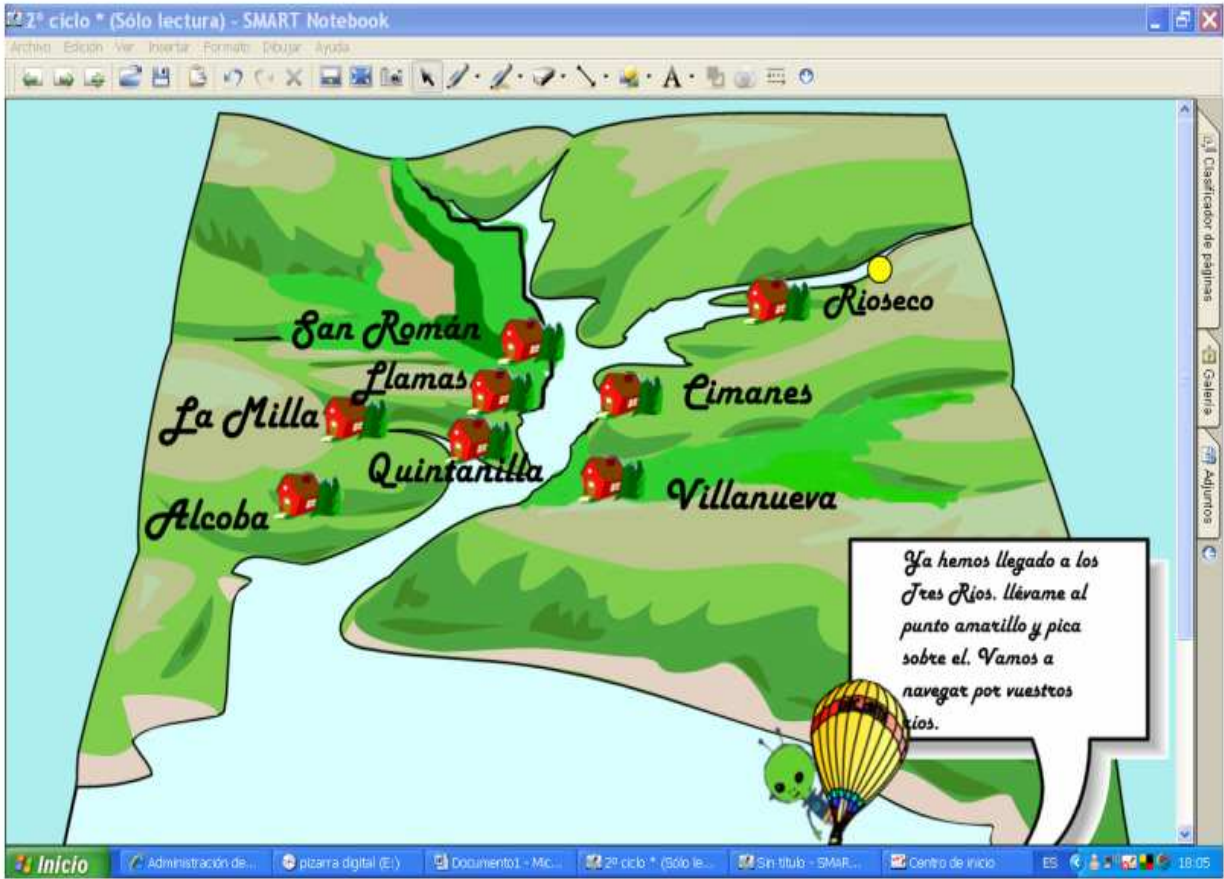 2º ciclo * (Sólo lectura) - SMART Notebook
Archivo Edición Ver Insertar Formato Dibujar Ayuda
A
Clasificador de páginas
Galería
Adjuntos
Rioseco
San Román
Llamas
Cimanes
La Milla
Quintanilla
Villanueva
Alcoba
Ya hemos llegado a los
Tres Ríos. llévame al
punto amarillo y pica
sobre el. Vamos a
navegar por vuestros
rios.
Inicio
Administración de...
pizarra digital (E:)
Documento1 - Mic...
2º ciclo * (Sólo le...
Sin título - SMAR...
Centro de inicio
ES
18:05